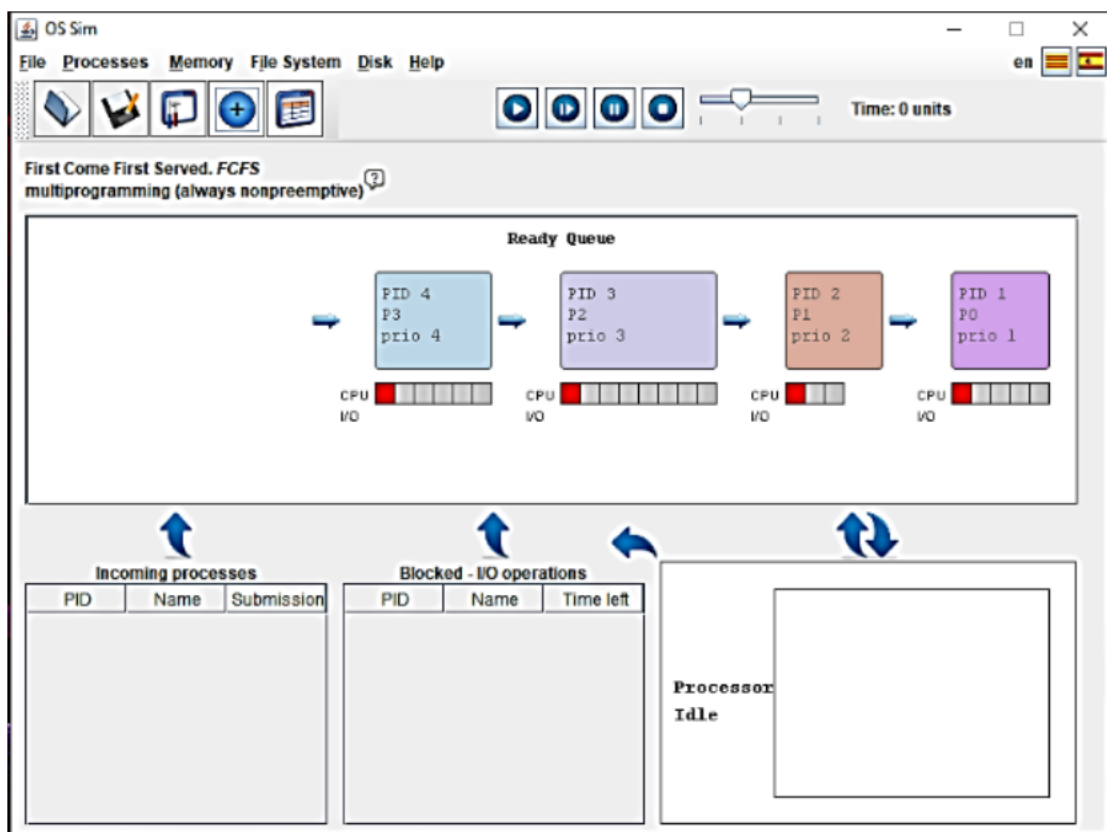 OS Sim
File Processes Memory File System Disk Help
en
Time: 0 units
First Come First Served. FCFS
multiprogramming (always nonpreemptive)
?
Ready Queue
PID 4
P3
prio 4
CPU
I/O
PID 3
P2
prio 3
CPU
I/O
PID 2
P1
prio 2
CPU
I/O
PID 1
P0
prio 1
CPU
I/O
Incoming processes
PID Name Submission
Blocked - I/O operations
PID Name Time left
Processor
Idle